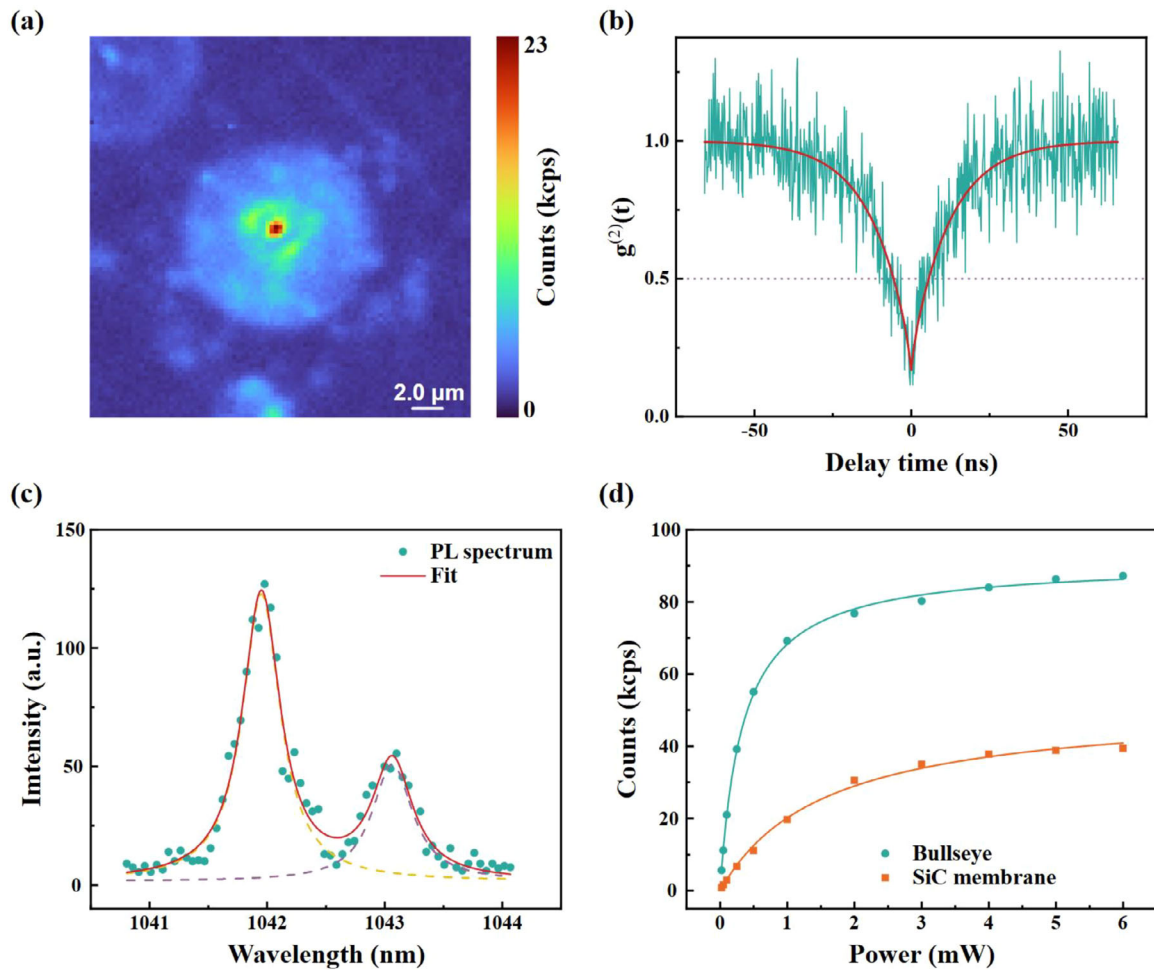 (a)
23
Counts (kcps)
0
2.0 μm
(b)
1.0
0.5
0.0
g(2)(t)
-50 0 50
Delay time (ns)
(c)
150
100
50
0
Intensity (a.u.)
PL spectrum
Fit
1041 1042 1043 1044
Wavelength (nm)
(d)
100
80
60
40
20
0
Counts (kcps)
Bullseye
SiC membrane
0 1 2 3 4 5 6
Power (mW)